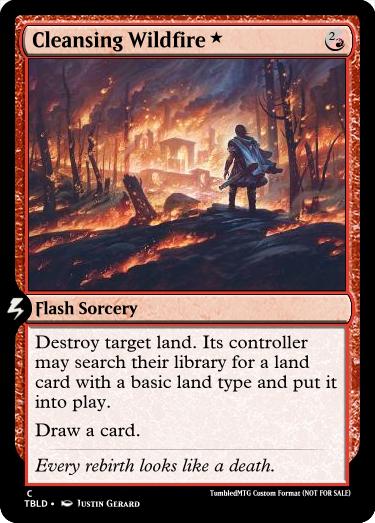 Cleansing Wildfire ★
2
Flash Sorcery
Destroy target land. Its controller
may search their library for a land
card with a basic land type and put it
into play.
Draw a card.
Every rebirth looks like a death.
C
TBLD • Justin Gerard
TumbledMTG Custom Format (NOT FOR SALE)